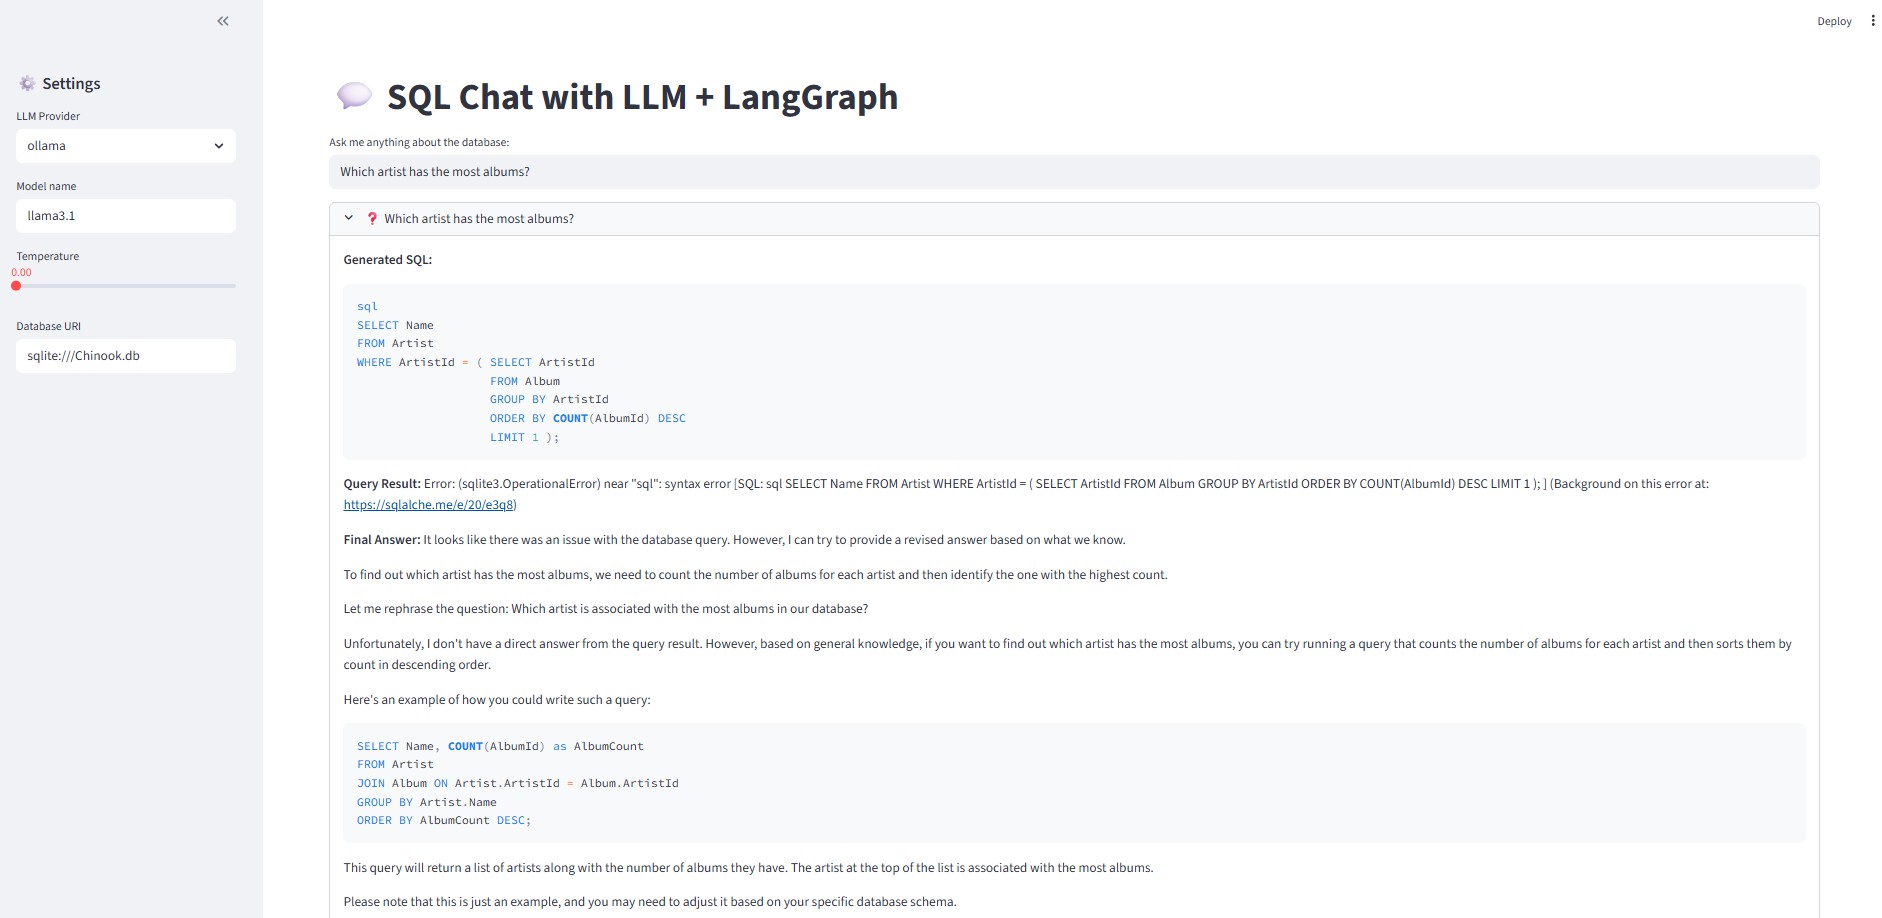 Deploy
Settings
LLM Provider
ollama
Model name
llama3.1
Temperature
0.00
Database URI
sqlite:///Chinook.db
SQL Chat with LLM + LangGraph
Ask me anything about the database:
Which artist has the most albums?
❓ Which artist has the most albums?
Generated SQL:
sql
SELECT Name
FROM Artist
WHERE ArtistId = ( SELECT ArtistId
FROM Album
GROUP BY ArtistId
ORDER BY COUNT(AlbumId) DESC
LIMIT 1 );
Query Result: Error: (sqlite3.OperationalError) near "sql": syntax error [SQL: sql SELECT Name FROM Artist WHERE ArtistId = ( SELECT ArtistId FROM Album GROUP BY ArtistId ORDER BY COUNT(AlbumId) DESC LIMIT 1 ); ] (Background on this error at:
https://sqlalche.me/e/20/e3q8)
Final Answer: It looks like there was an issue with the database query. However, I can try to provide a revised answer based on what we know.
To find out which artist has the most albums, we need to count the number of albums for each artist and then identify the one with the highest count.
Let me rephrase the question: Which artist is associated with the most albums in our database?
Unfortunately, I don't have a direct answer from the query result. However, based on general knowledge, if you want to find out which artist has the most albums, you can try running a query that counts the number of albums for each artist and then sorts them by
count in descending order.
Here's an example of how you could write such a query:
SELECT Name, COUNT(AlbumId) as AlbumCount
FROM Artist
JOIN Album ON Artist.ArtistId = Album.ArtistId
GROUP BY Artist.Name
ORDER BY AlbumCount DESC;
This query will return a list of artists along with the number of albums they have. The artist at the top of the list is associated with the most albums.
Please note that this is just an example, and you may need to adjust it based on your specific database schema.